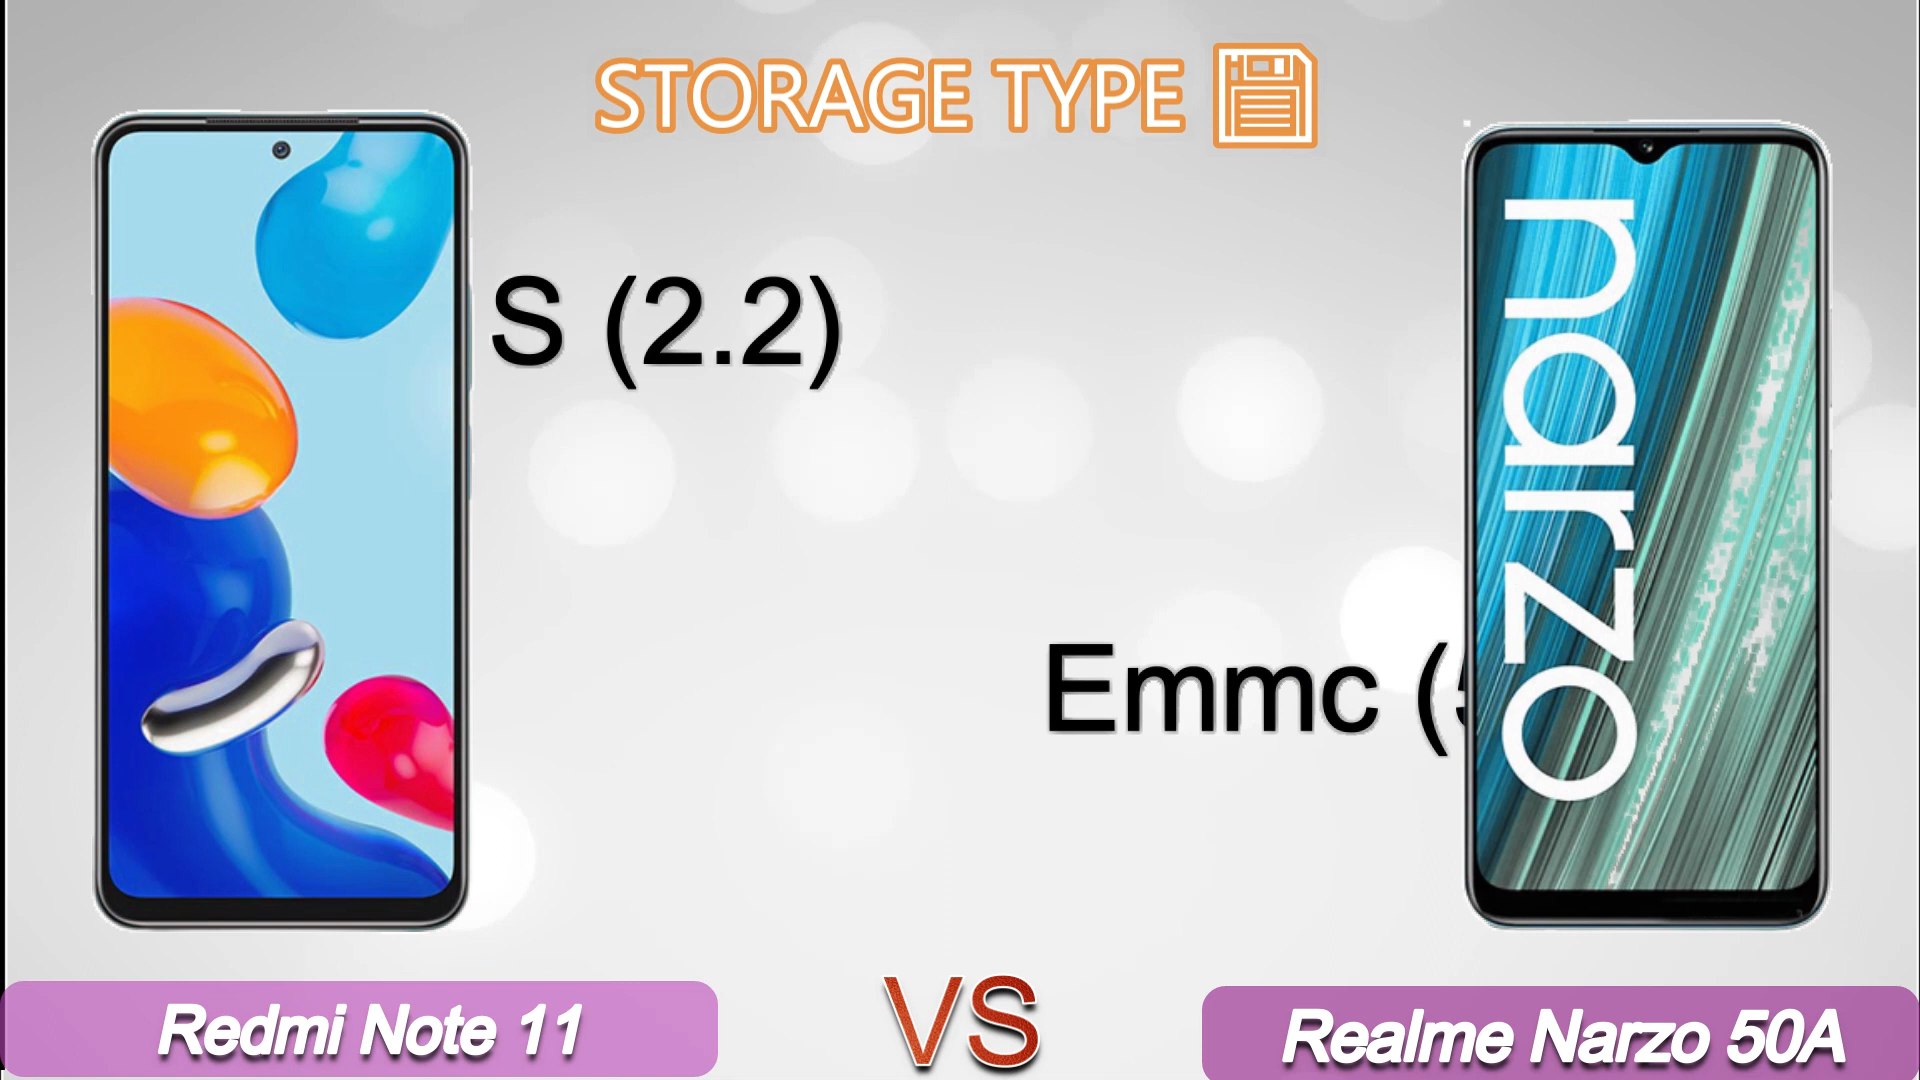 STORAGE TYPE
S (2.2)
narzo
Emmc (
Redmi Note 11
VS
Realme Narzo 50A